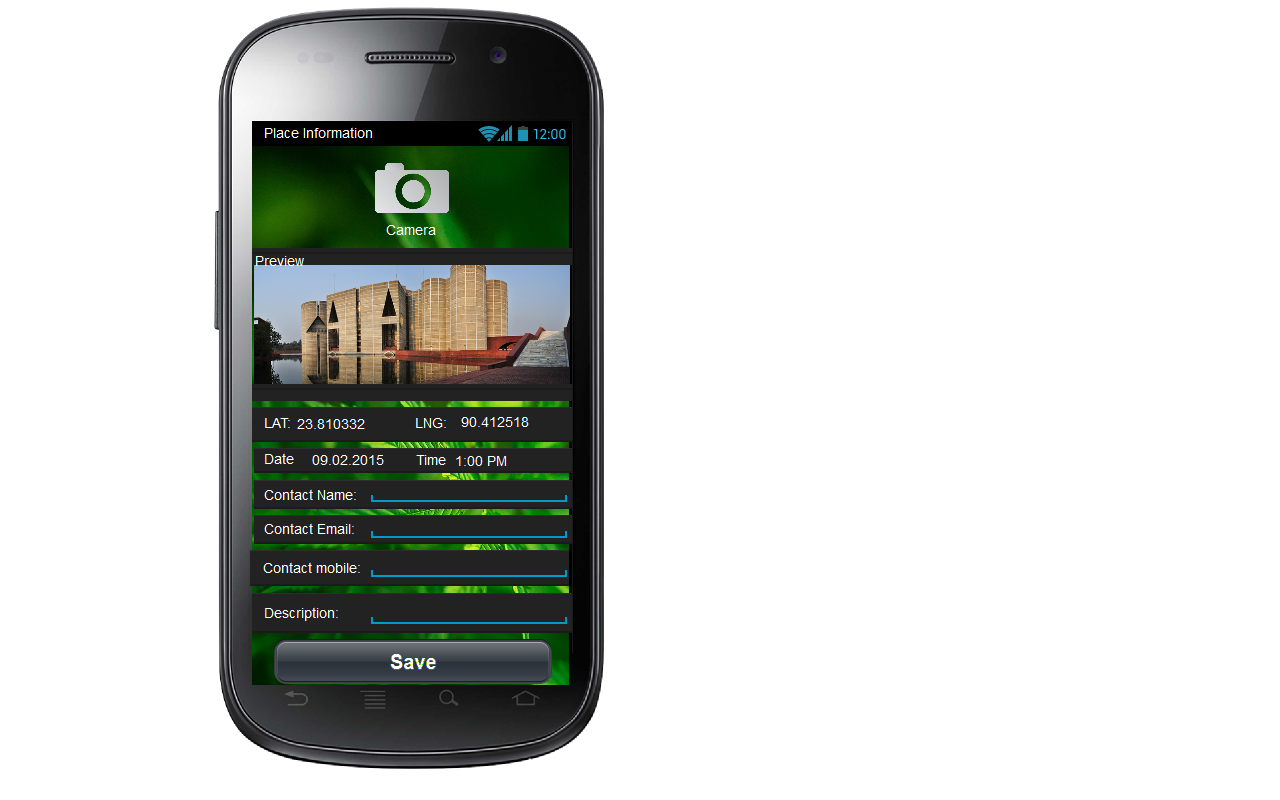 Place Information 12:00
Camera
Preview
LAT: 23.810332 LNG: 90.412518
Date 09.02.2015 Time 1:00 PM
Contact Name:
Contact Email:
Contact mobile:
Description:
Save